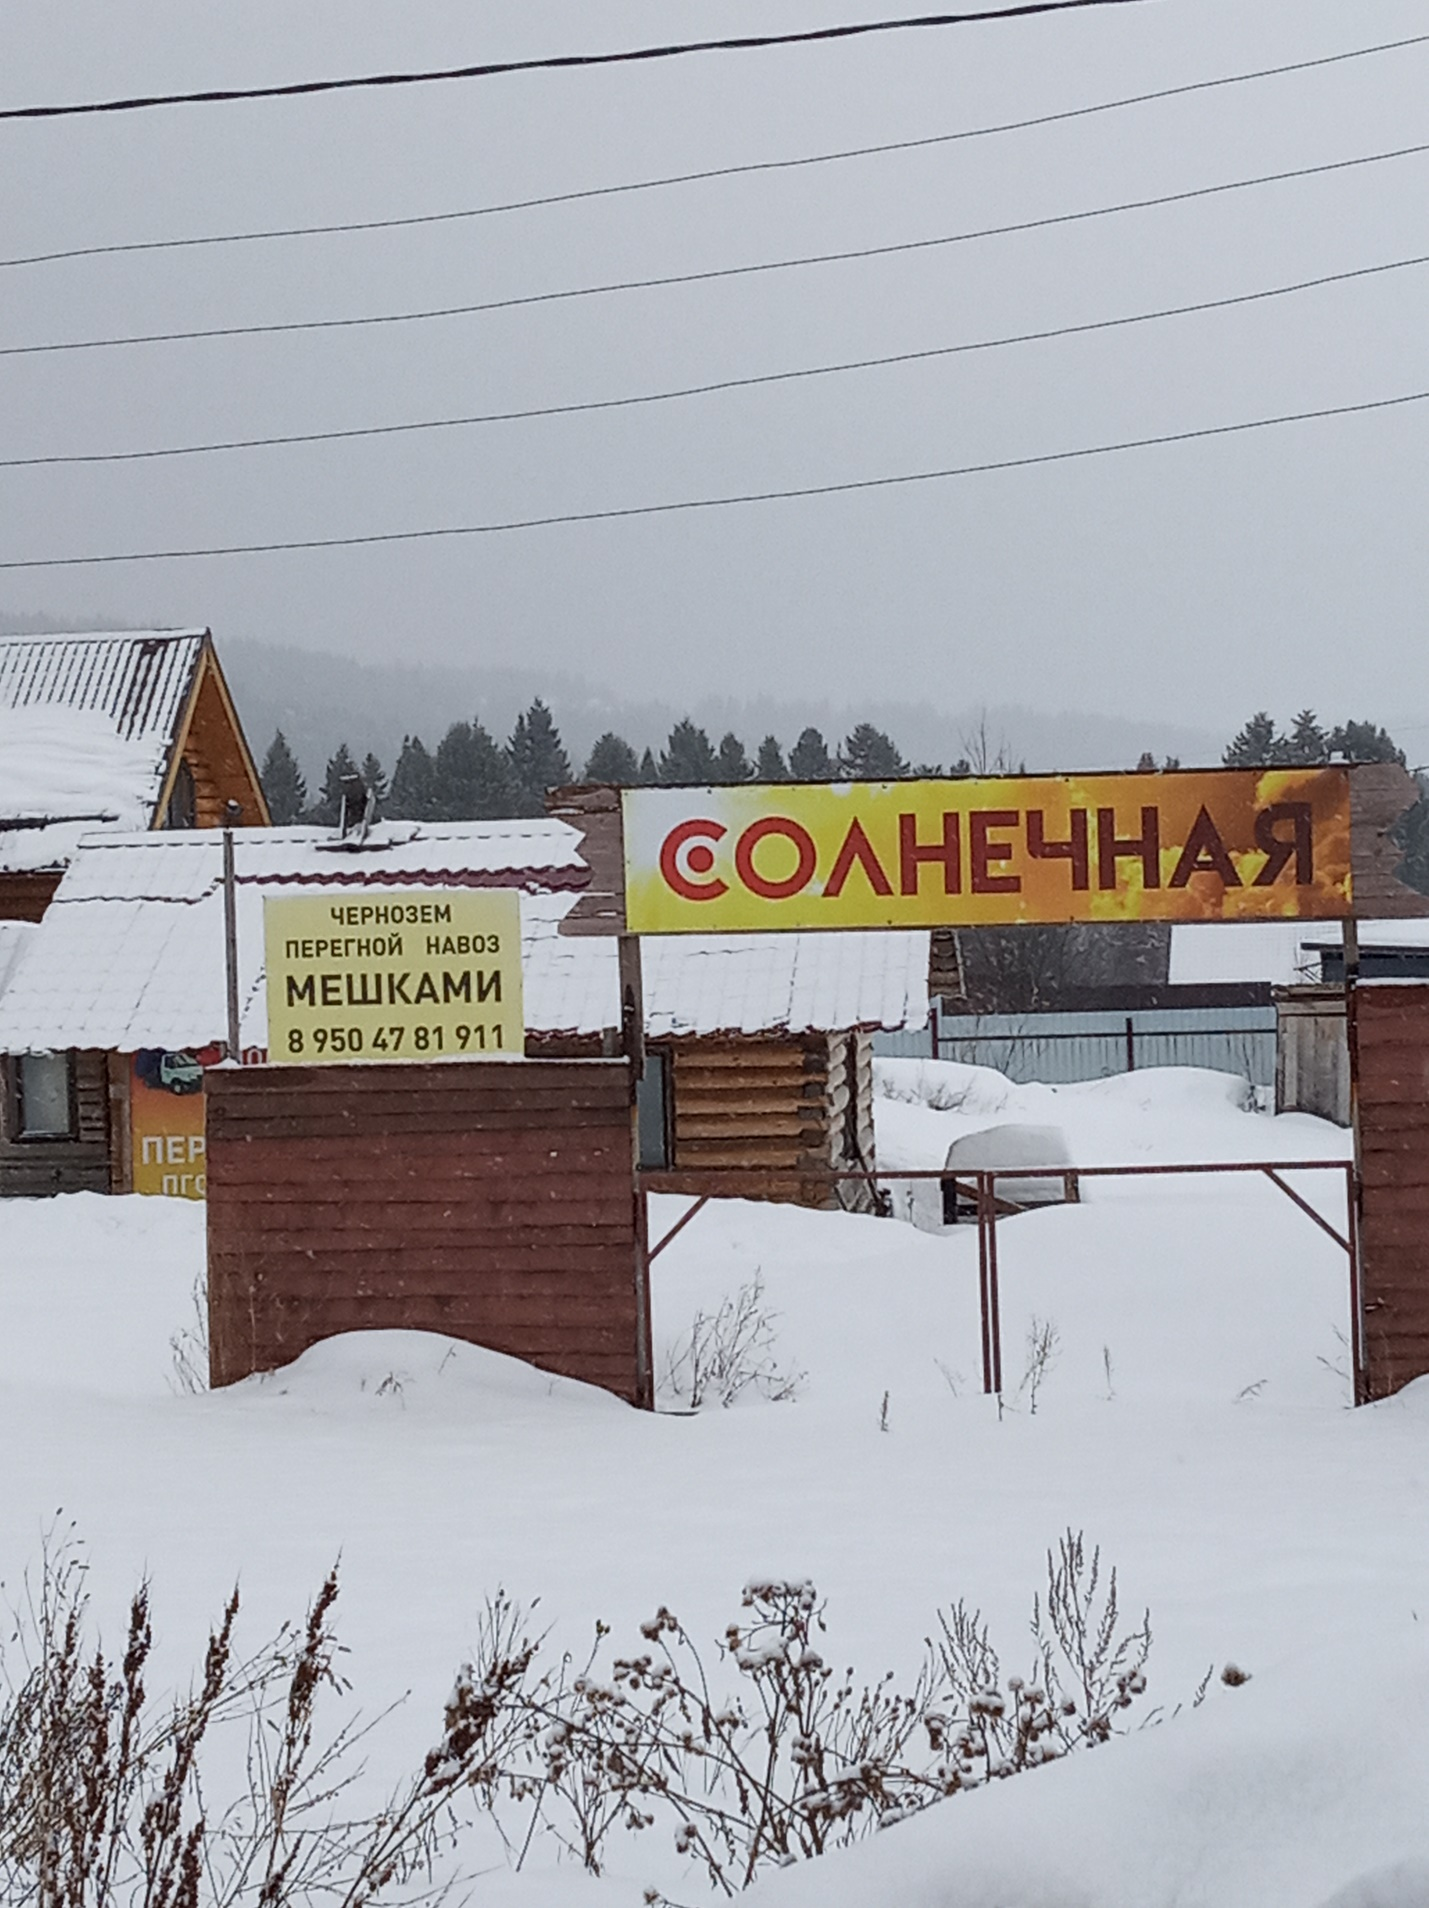 СОЛНЕЧНАЯ
ЧЕРНОЗЕМ
ПЕРЕГНОЙ НАВОЗ
МЕШКАМИ
8 950 47 81 911